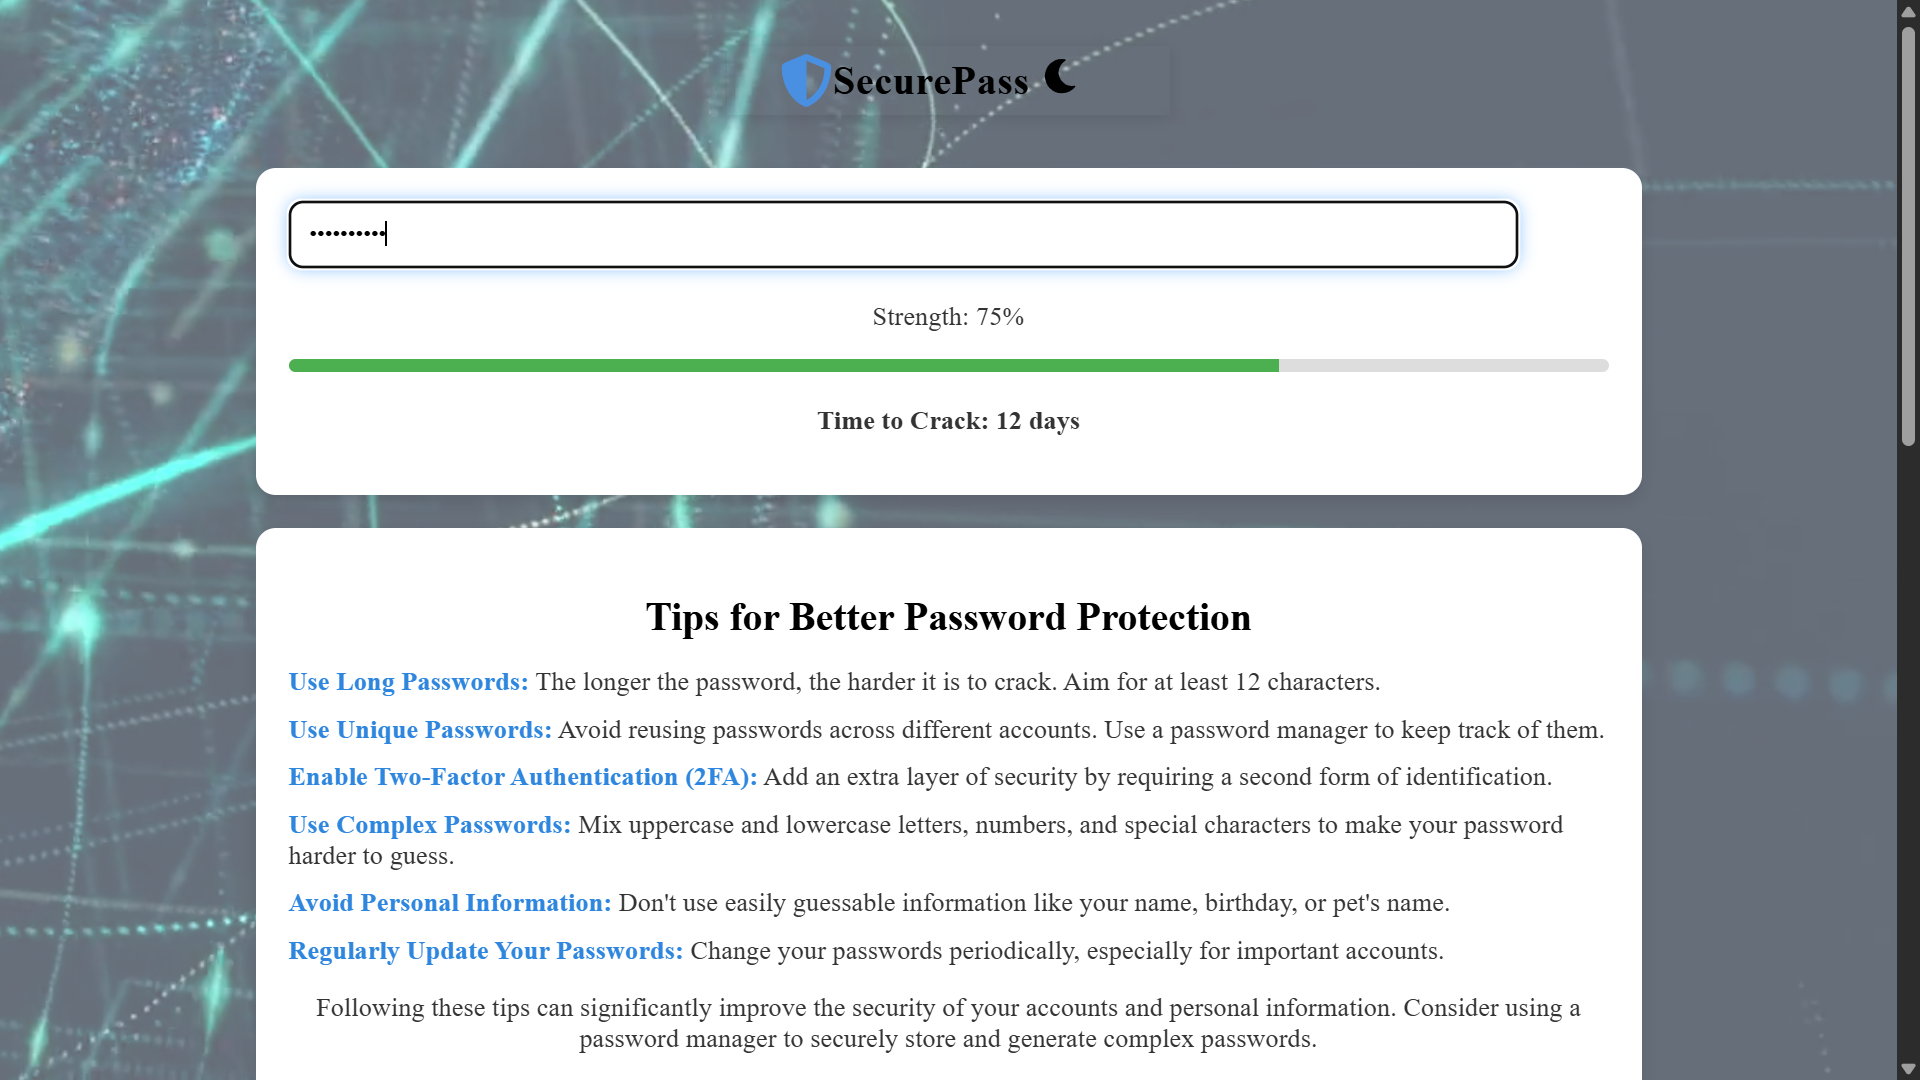 SecurePass
••••••••••
Strength: 75%
Time to Crack: 12 days
Tips for Better Password Protection
Use Long Passwords: The longer the password, the harder it is to crack. Aim for at least 12 characters.
Use Unique Passwords: Avoid reusing passwords across different accounts. Use a password manager to keep track of them.
Enable Two-Factor Authentication (2FA): Add an extra layer of security by requiring a second form of identification.
Use Complex Passwords: Mix uppercase and lowercase letters, numbers, and special characters to make your password
harder to guess.
Avoid Personal Information: Don't use easily guessable information like your name, birthday, or pet's name.
Regularly Update Your Passwords: Change your passwords periodically, especially for important accounts.
Following these tips can significantly improve the security of your accounts and personal information. Consider using a
password manager to securely store and generate complex passwords.